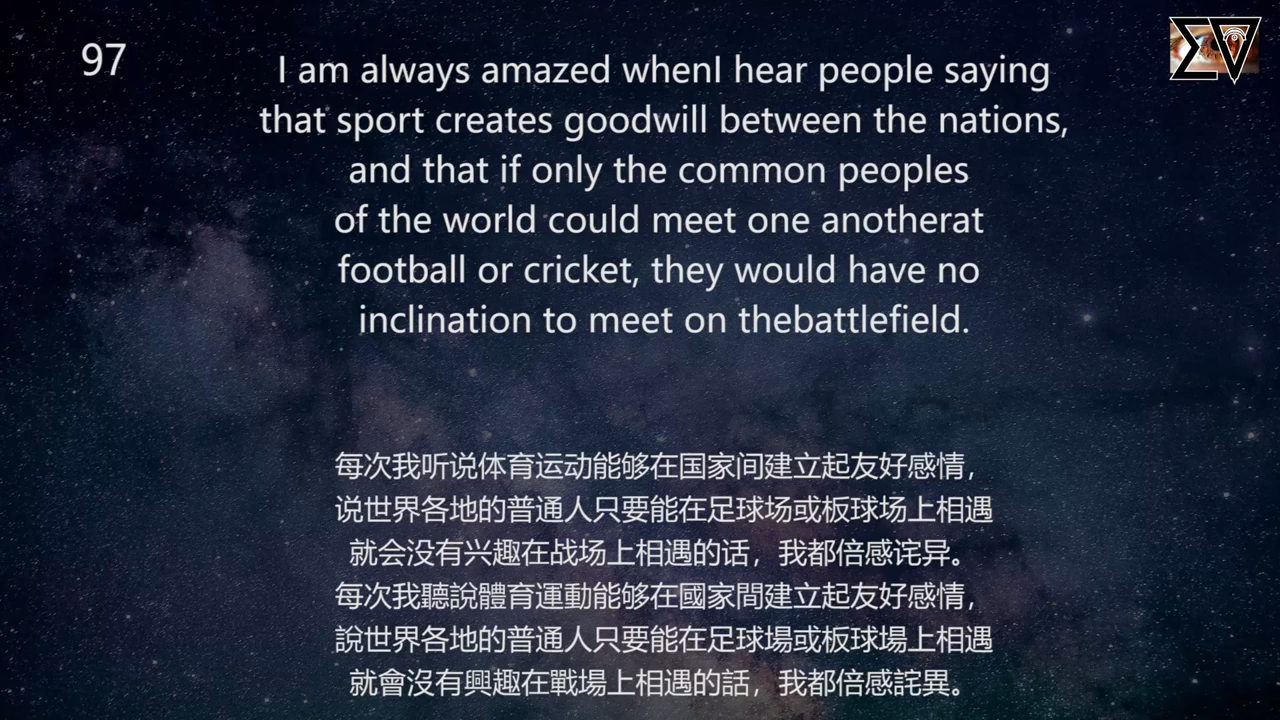 97
I am always amazed whenI hear people saying
that sport creates goodwill between the nations,
and that if only the common peoples
of the world could meet one anotherat
football or cricket, they would have no
inclination to meet on thebattlefield.
每次我听说体育运动能够在国家间建立起友好感情，
说世界各地的普通人只要能在足球场或板球场上相遇
就会没有兴趣在战场上相遇的话，我都倍感诧异。
每次我聽說體育運動能够在國家間建立起友好感情，
說世界各地的普通人只要能在足球場或板球場上相遇
就會沒有興趣在戰場上相遇的話，我都倍感詫異。